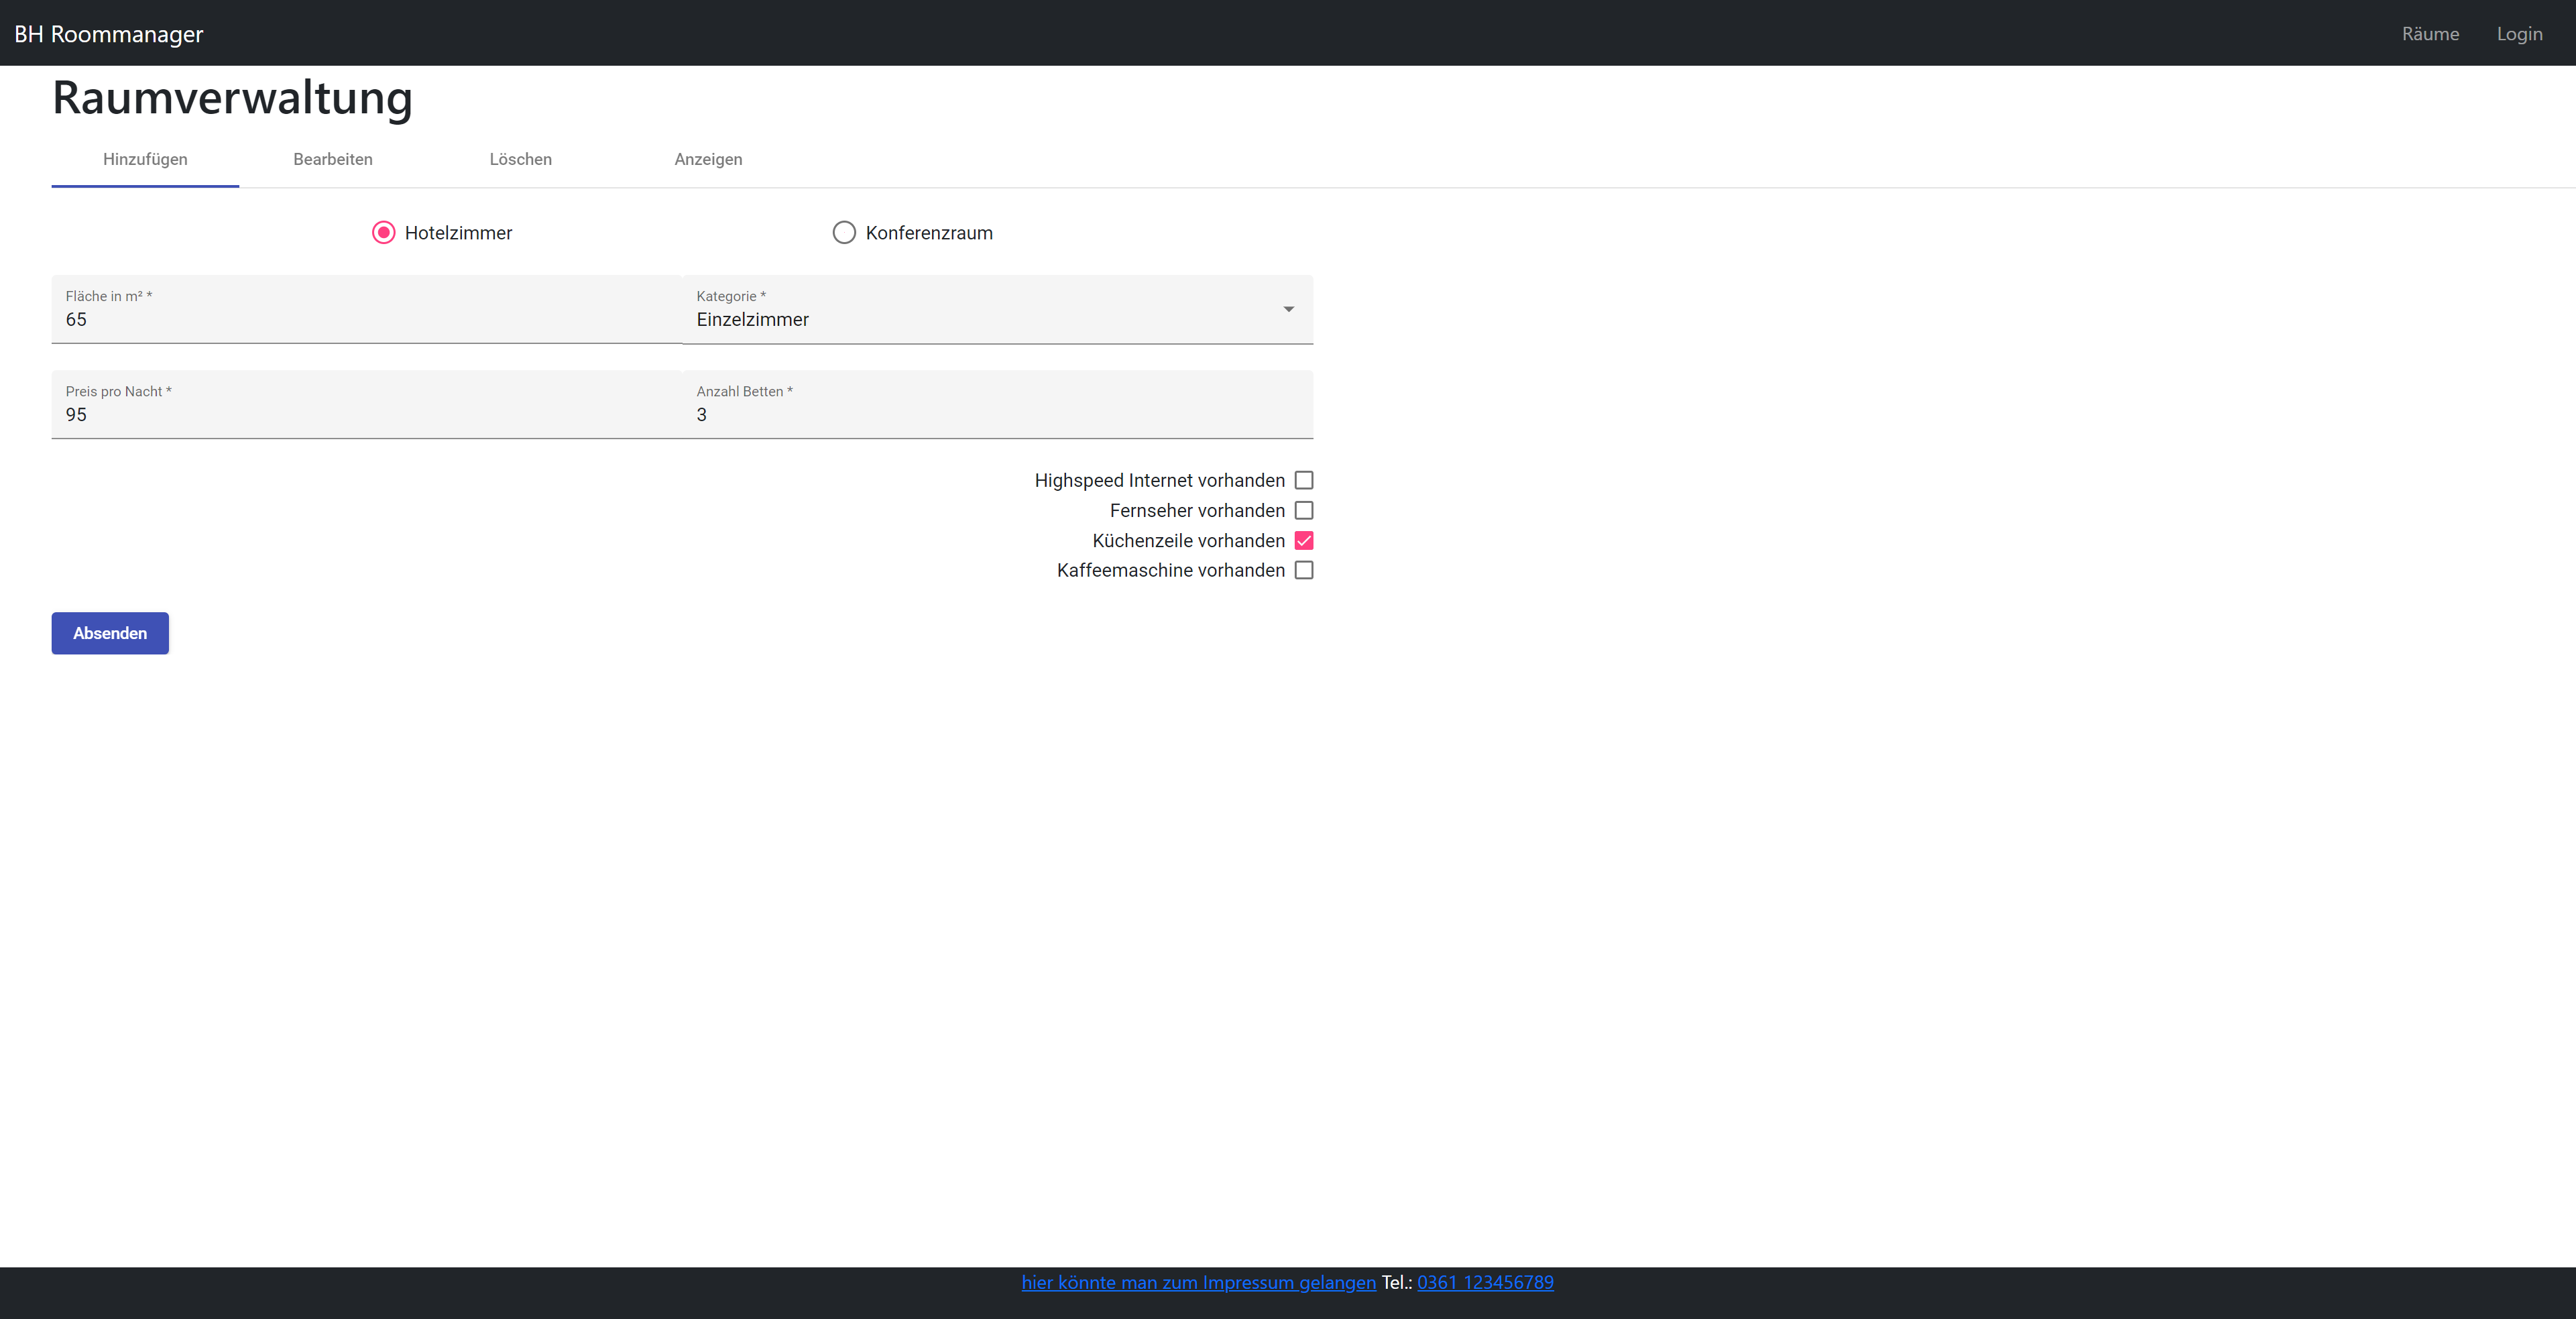 BH Roommanager Räume Login
Raumverwaltung
Hinzufügen Bearbeiten Löschen Anzeigen
Hotelzimmer Konferenzraum
Fläche in m² * Kategorie *
65 Einzelzimmer
Preis pro Nacht * Anzahl Betten *
95 3
Highspeed Internet vorhanden
Fernseher vorhanden
Küchenzeile vorhanden
Kaffeemaschine vorhanden
Absenden
hier könnte man zum Impressum gelangen Tel.: 0361 123456789